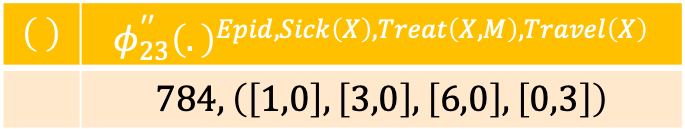 ( ) ϕ″₂₃(.)^Epid,Sick(X),Treat(X,M),Travel(X)
784, ([1,0], [3,0], [6,0], [0,3])